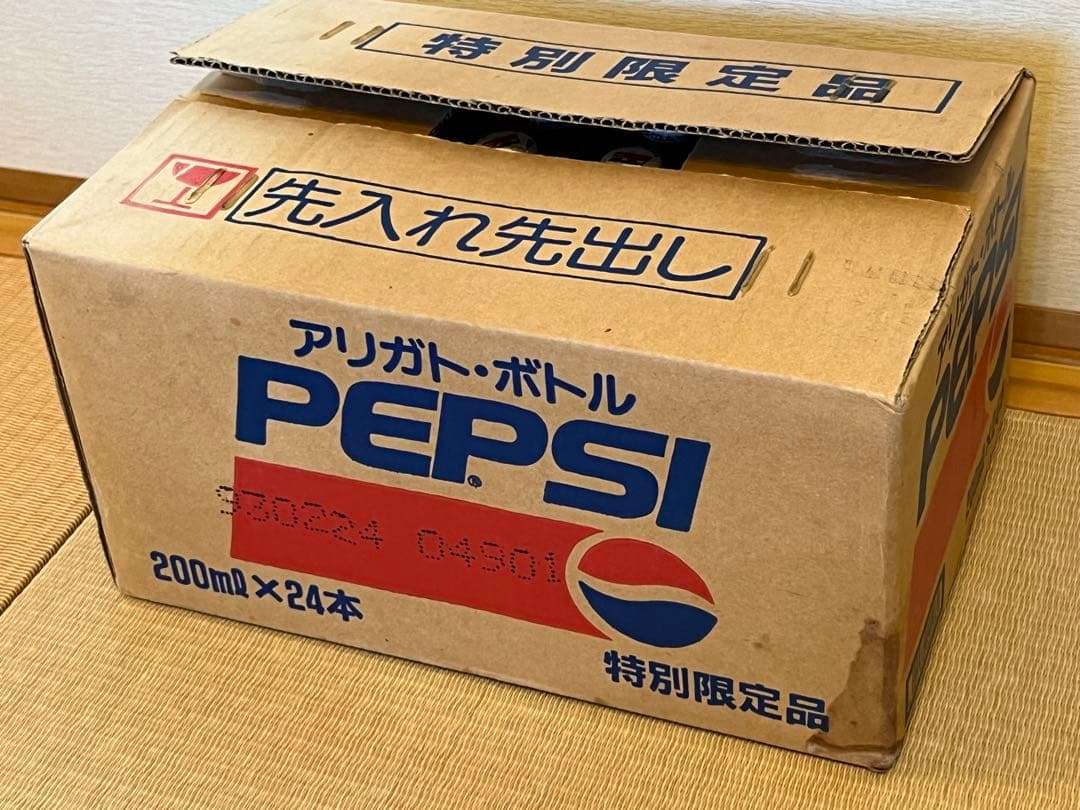 特別限定品
先入れ先出し
アリガト・ボトル
PEPSI®
930224 04901
200ml×24本
特別限定品
PEPSI